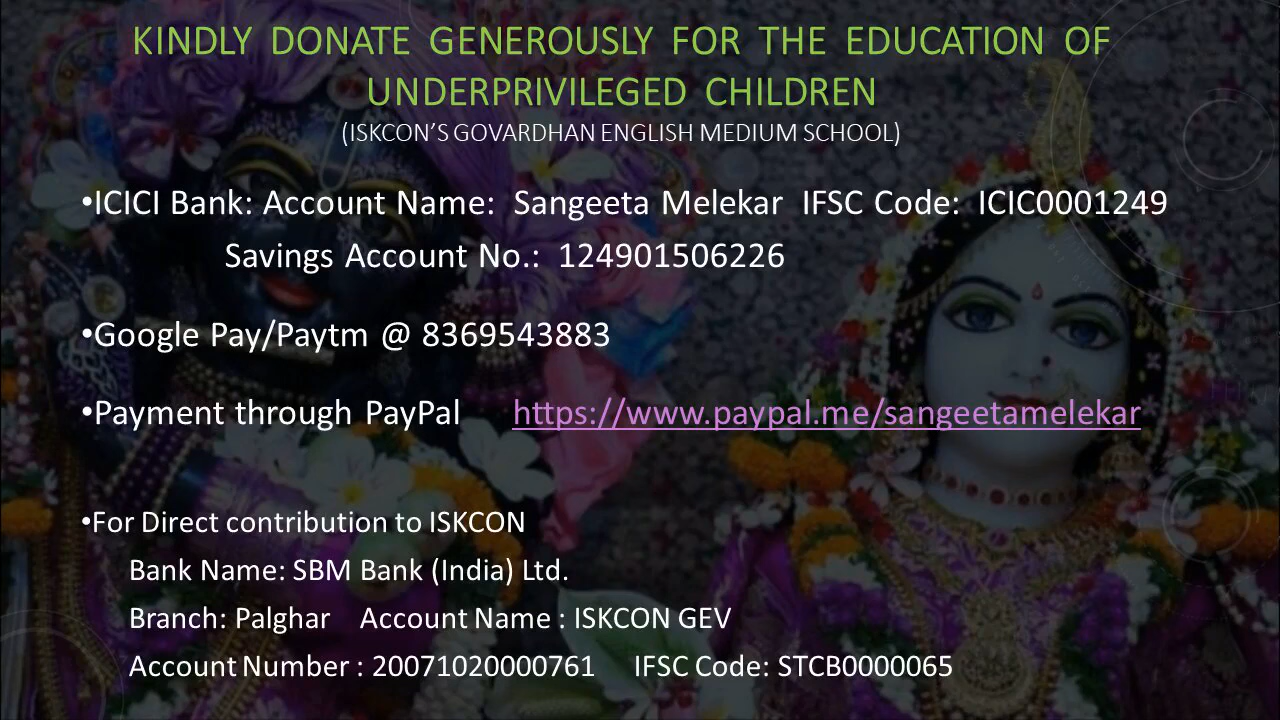 KINDLY DONATE GENEROUSLY FOR THE EDUCATION OF
UNDERPRIVILEGED CHILDREN
(ISKCON'S GOVARDHAN ENGLISH MEDIUM SCHOOL)
•ICICI Bank: Account Name: Sangeeta Melekar IFSC Code: ICIC0001249
Savings Account No.: 124901506226
•Google Pay/Paytm @ 8369543883
•Payment through PayPal https://www.paypal.me/sangeetamelekar
•For Direct contribution to ISKCON
Bank Name: SBM Bank (India) Ltd.
Branch: Palghar Account Name : ISKCON GEV
Account Number : 20071020000761 IFSC Code: STCB0000065